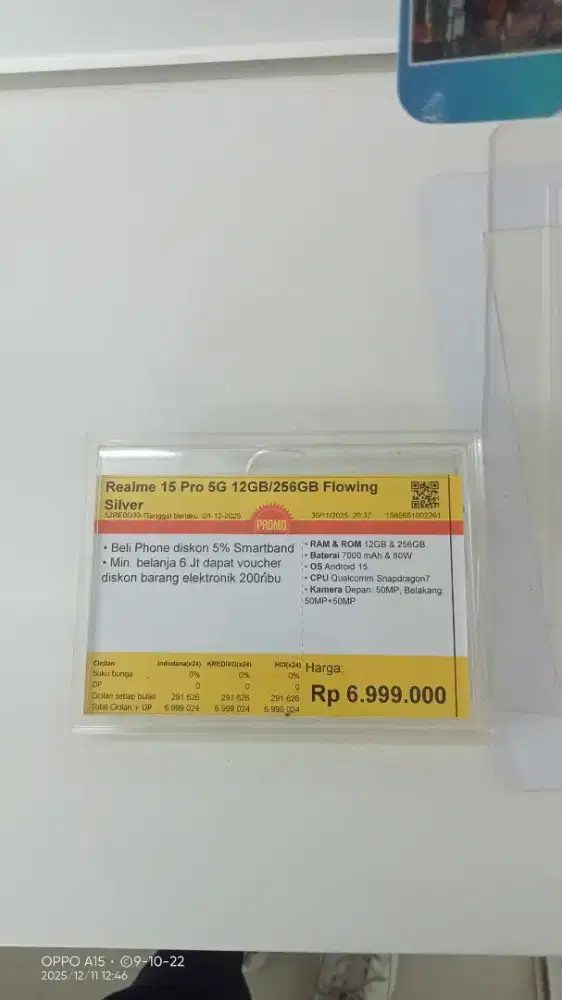 Realme 15 Pro 5G 12GB/256GB Flowing
Silver
Tanggal berlaku :01-12-2025
30/11/2025 20:37
PROMO
• Beli Phone diskon 5% Smartband
• Min. belanja 6 Jt dapat voucher
diskon barang elektronik 200ribu
• RAM & ROM 12GB & 256GB
• Baterai 7000 mAh & 80W
• OS Android 15
• CPU Qualcomm Snapdragon7
• Kamera Depan: 50MP, Belakang:
50MP+50MP
Cicilan Indodana(x24) KREDIVO(x24) HCI(x24)
Suku bunga 0% 0% 0%
DP 0 0 0
Cicilan setiap bulan 291.626 291.626 291.626
Total Cicilan + DP 6.999.024 6.999.024 6.999.024
Harga:
Rp 6.999.000
OPPO A15 · ©9-10-22
2025/12/11 12:46